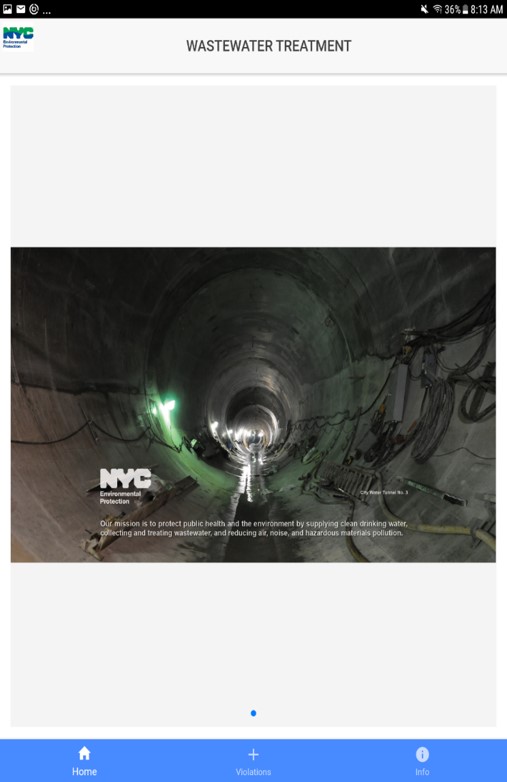 ... 36% 8:13 AM
NYC
Environmental
Protection
WASTEWATER TREATMENT
NYC
Environmental
Protection
City Water Tunnel No. 3
Our mission is to protect public health and the environment by supplying clean drinking water,
collecting and treating wastewater, and reducing air, noise, and hazardous materials pollution.
Home Violations Info